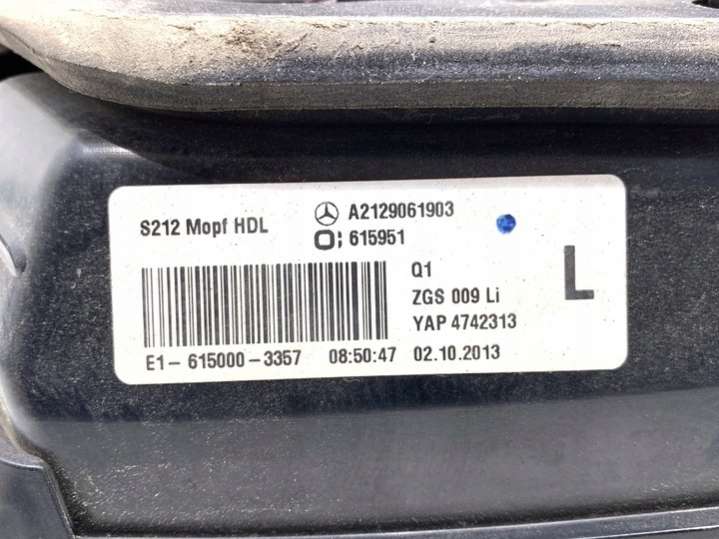 S212 Mopf HDL
A2129061903
615951
Q1
L
ZGS 009 Li
YAP 4742313
E1- 615000-3357 08:50:47 02.10.2013